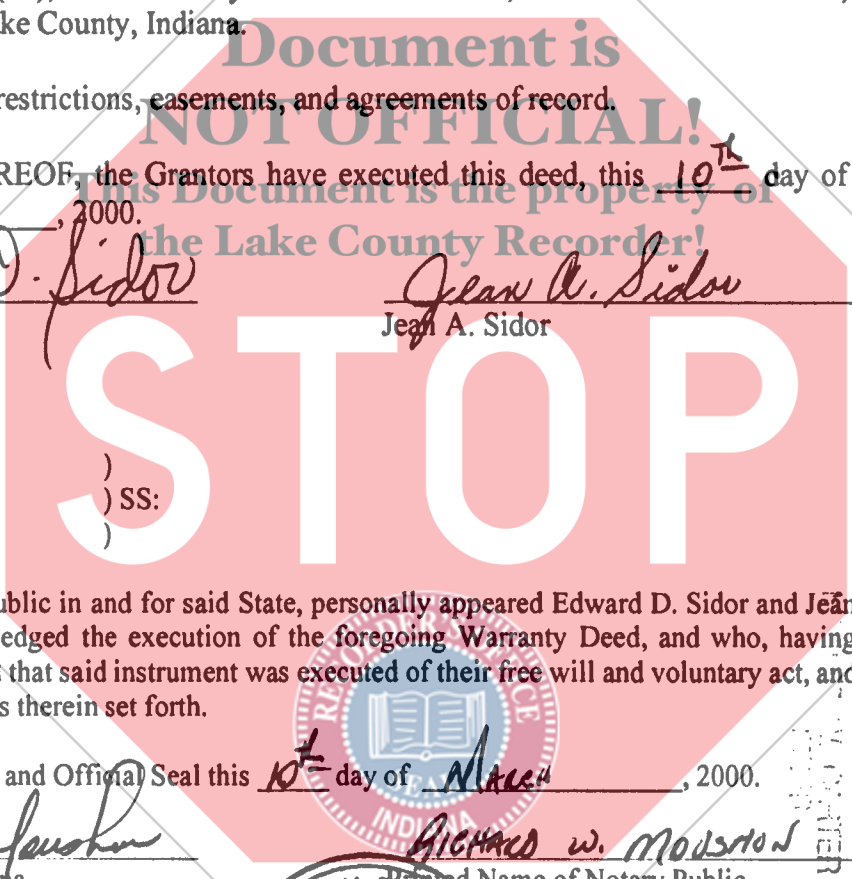 ke County, Indiana.
Document is
restrictions, easements, and agreements of record.
NOT OFFICIAL!
REOF, the Grantors have executed this deed, this 10th day of
This Document is the property of
, 2000.
the Lake County Recorder!
D. Sidor Jean A. Sidor
Jean A. Sidor
STOP
)
) SS:
)
ublic in and for said State, personally appeared Edward D. Sidor and Jean
edged the execution of the foregoing Warranty Deed, and who, having
s that said instrument was executed of their free will and voluntary act, and
s therein set forth.
RECORDER'S OFFICE
and Official Seal this 10th day of March, 2000.
SEAL
INDIANA
RICHARD W. MOUSHON
Printed Name of Notary Public